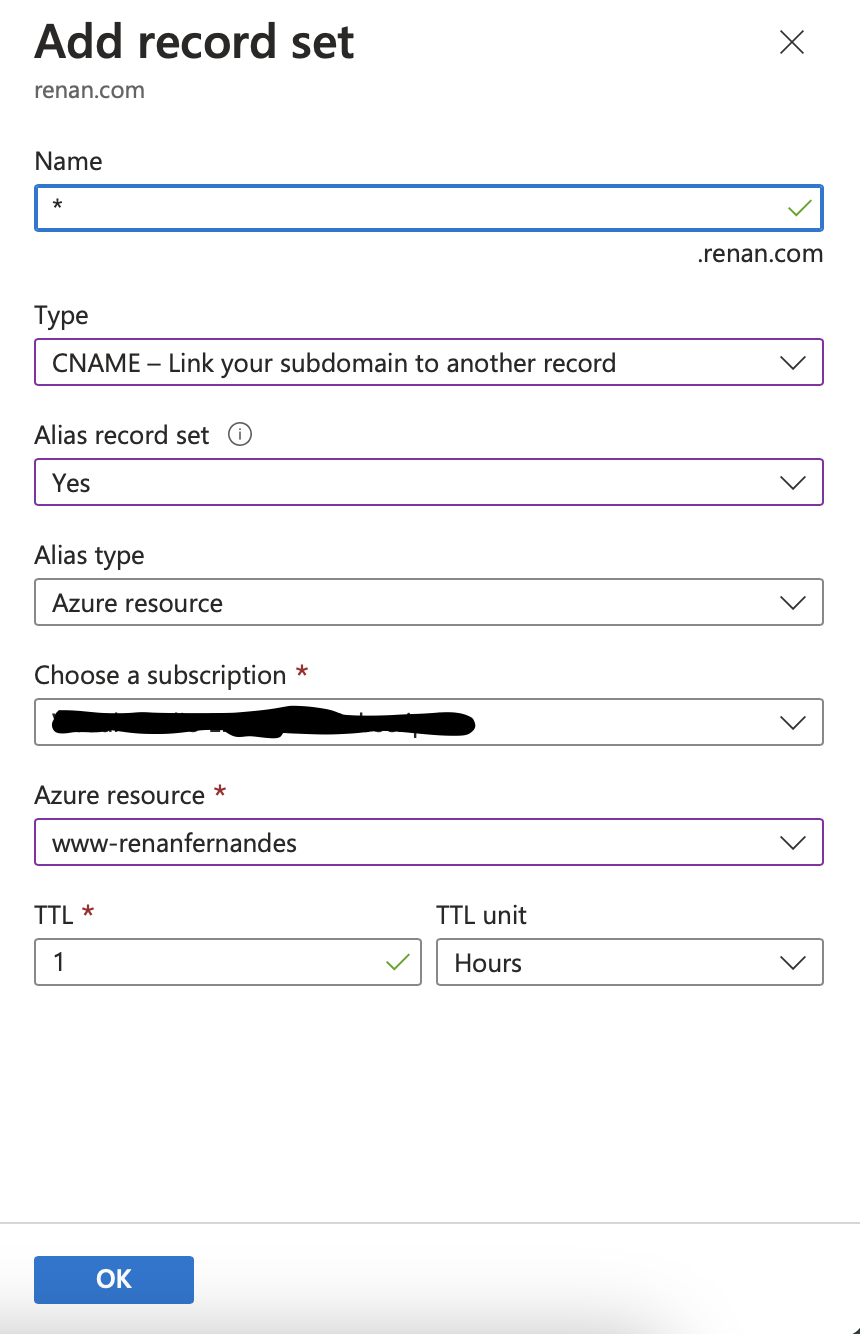 Add record set
renan.com
Name
*
.renan.com
Type
CNAME – Link your subdomain to another record
Alias record set
Yes
Alias type
Azure resource
Choose a subscription *
Azure resource *
www-renanfernandes
TTL * TTL unit
1 Hours
OK